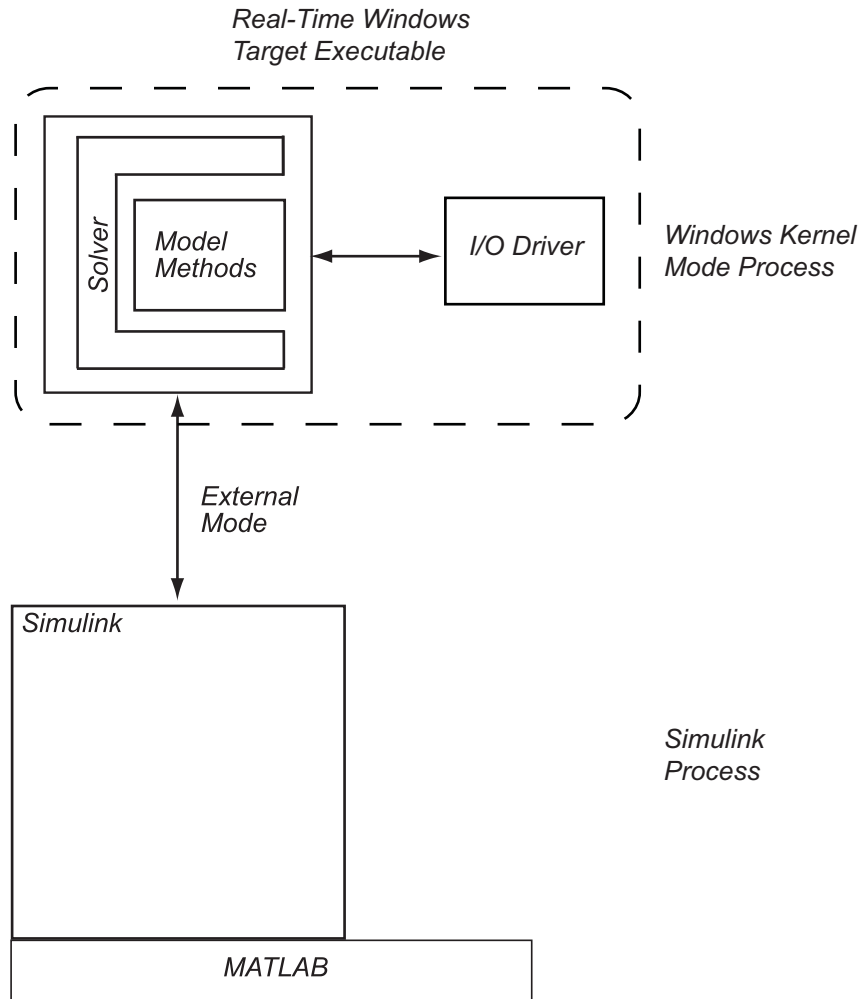 Real-Time Windows
Target Executable
Solver
Model
Methods
I/O Driver
Windows Kernel
Mode Process
External
Mode
Simulink
Simulink
Process
MATLAB